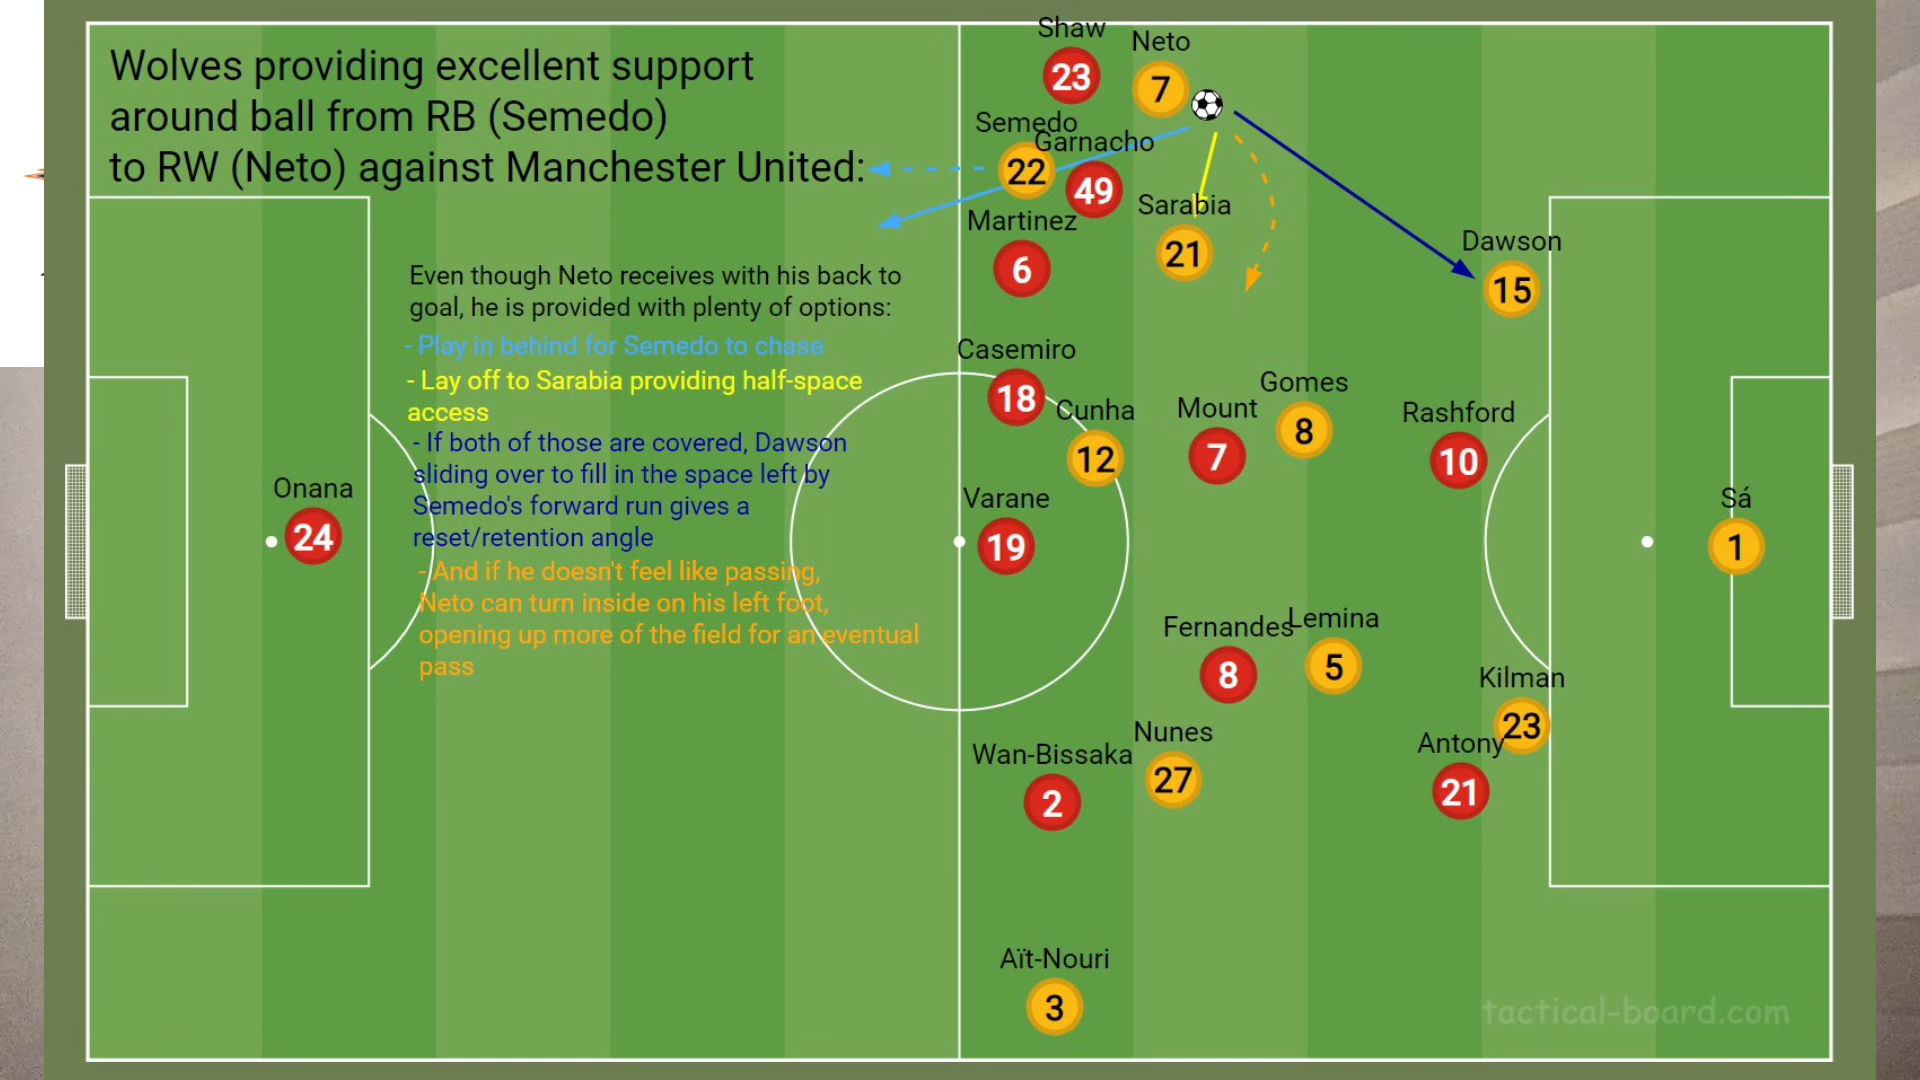 Wolves providing excellent support
around ball from RB (Semedo)
to RW (Neto) against Manchester United:
Even though Neto receives with his back to
goal, he is provided with plenty of options:
- Play in behind for Semedo to chase
- Lay off to Sarabia providing half-space
access
- If both of those are covered, Dawson
sliding over to fill in the space left by
Semedo's forward run gives a
reset/retention angle
- And if he doesn't feel like passing,
Neto can turn inside on his left foot,
opening up more of the field for an eventual
pass
Shaw
23
Neto
7
Semedo
22
Garnacho
49
Sarabia
21
Martinez
6
Dawson
15
Casemiro
18
Cunha
12
Mount
7
Gomes
8
Rashford
10
Onana
24
Varane
19
Sá
1
Fernandes
8
Lemina
5
Kilman
23
Antony
21
Nunes
27
Wan-Bissaka
2
Aït-Nouri
3
tactical-board.com